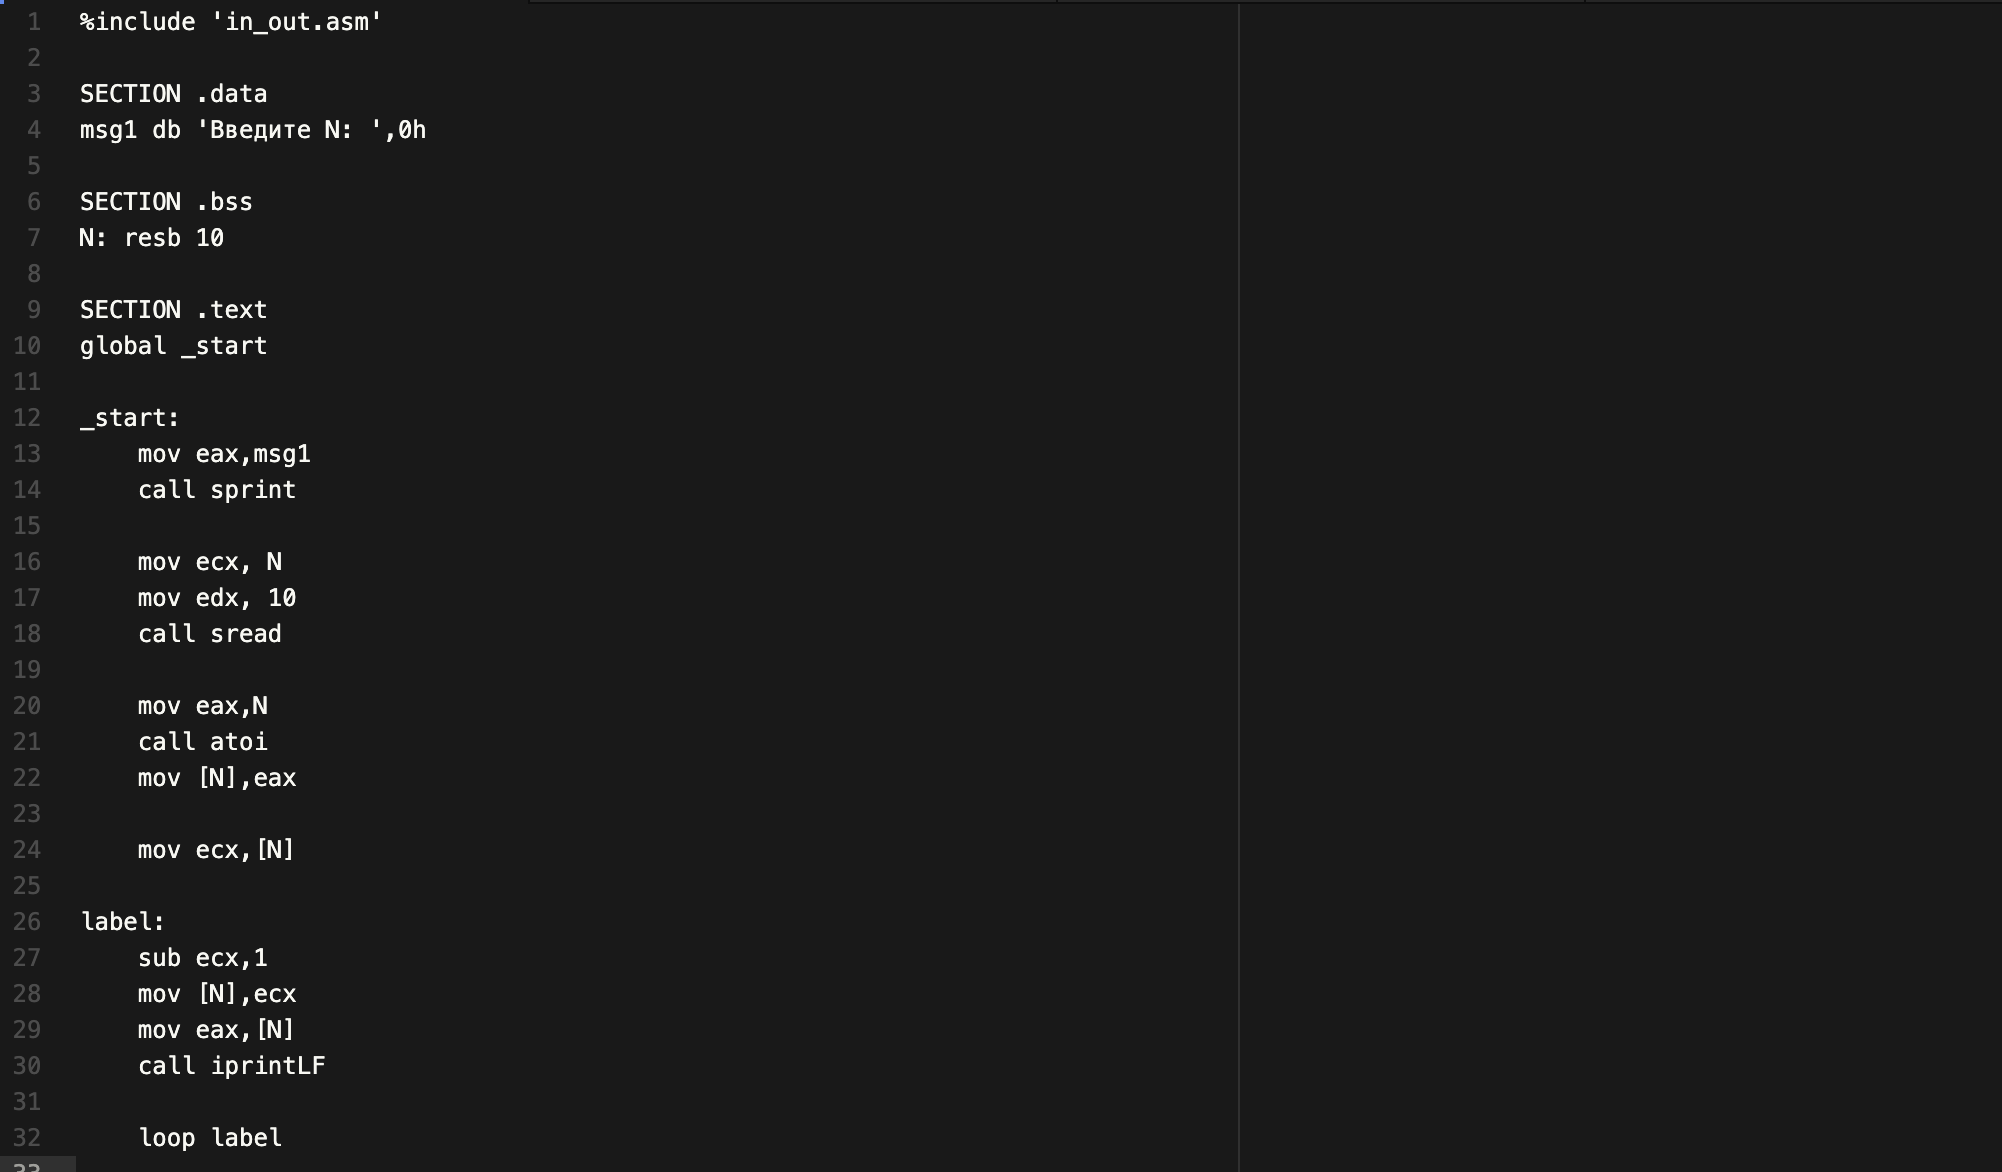 1 %include 'in_out.asm'
2
3 SECTION .data
4 msg1 db 'Введите N: ',0h
5
6 SECTION .bss
7 N: resb 10
8
9 SECTION .text
10 global _start
11
12 _start:
13     mov eax,msg1
14     call sprint
15
16     mov ecx, N
17     mov edx, 10
18     call sread
19
20     mov eax,N
21     call atoi
22     mov [N],eax
23
24     mov ecx,[N]
25
26 label:
27     sub ecx,1
28     mov [N],ecx
29     mov eax,[N]
30     call iprintLF
31
32     loop label
33